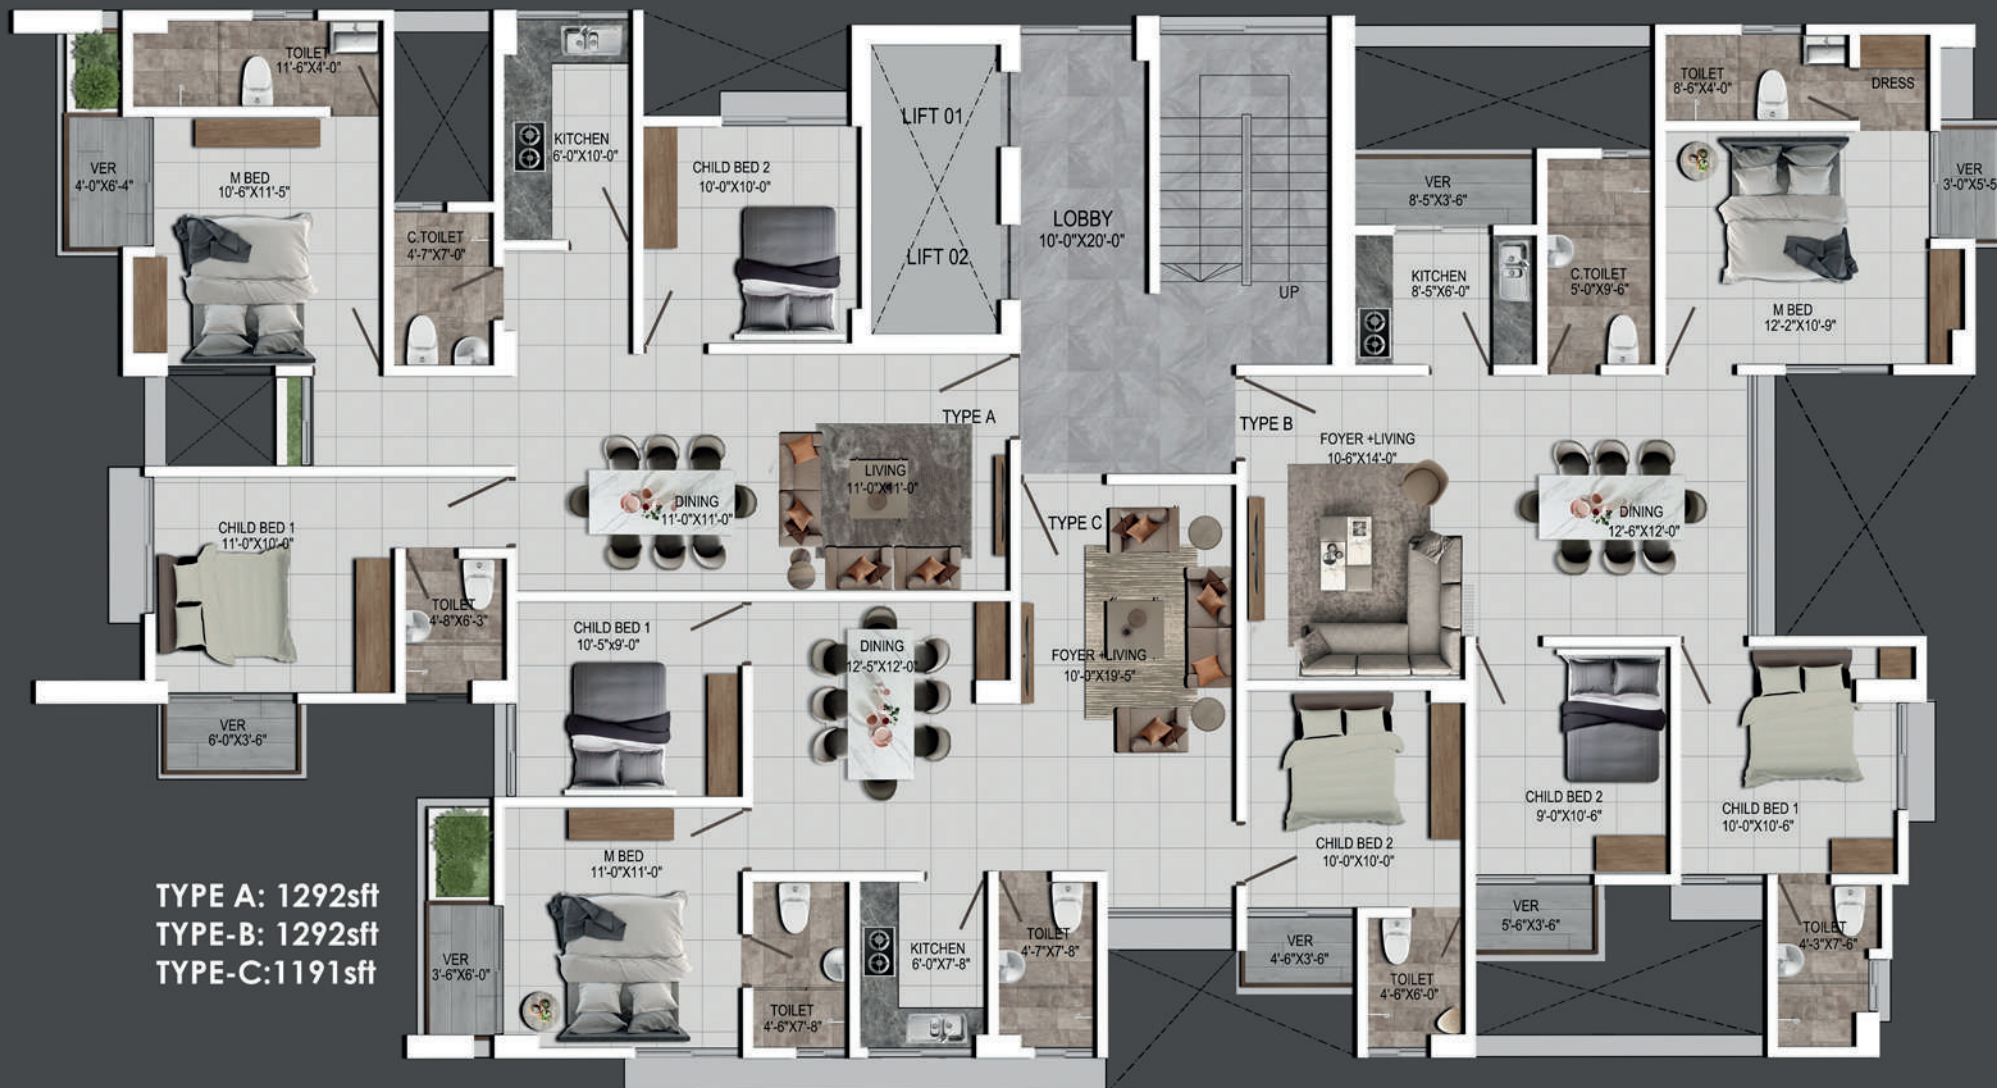 TOILET
11'-6"X4'-0"
VER
4'-0"X6'-4"
M BED
10'-6"X11'-5"
C.TOILET
4'-7"X7'-0"
KITCHEN
6'-0"X10'-0"
CHILD BED 2
10'-0"X10'-0"
LIFT 01
LIFT 02
LOBBY
10'-0"X20'-0"
UP
VER
8'-5"X3'-6"
KITCHEN
8'-5"X6'-0"
C.TOILET
5'-0"X9'-6"
TOILET
8'-6"X4'-0"
DRESS
VER
3'-0"X5'-5
M BED
12'-2"X10'-9"
TYPE A
LIVING
11'-0"X11'-0"
DINING
11'-0"X11'-0"
CHILD BED 1
11'-0"X10'-0"
TOILET
4'-8"X6'-3"
VER
6'-0"X3'-6"
TYPE B
FOYER +LIVING
10'-6"X14'-0"
DINING
12'-6"X12'-0"
TYPE C
FOYER +LIVING
10'-0"X19'-5"
CHILD BED 1
10'-5"x9'-0"
DINING
12'-5"X12'-0"
M BED
11'-0"X11'-0"
VER
3'-6"X6'-0"
TOILET
4'-6"X7'-8"
KITCHEN
6'-0"X7'-8"
TOILET
4'-7"X7'-8"
CHILD BED 2
10'-0"X10'-0"
VER
4'-6"X3'-6"
TOILET
4'-6"X6'-0"
CHILD BED 2
9'-0"X10'-6"
CHILD BED 1
10'-0"X10'-6"
VER
5'-6"X3'-6"
TOILET
4'-3"X7'-6"
TYPE A: 1292sft
TYPE-B: 1292sft
TYPE-C:1191sft